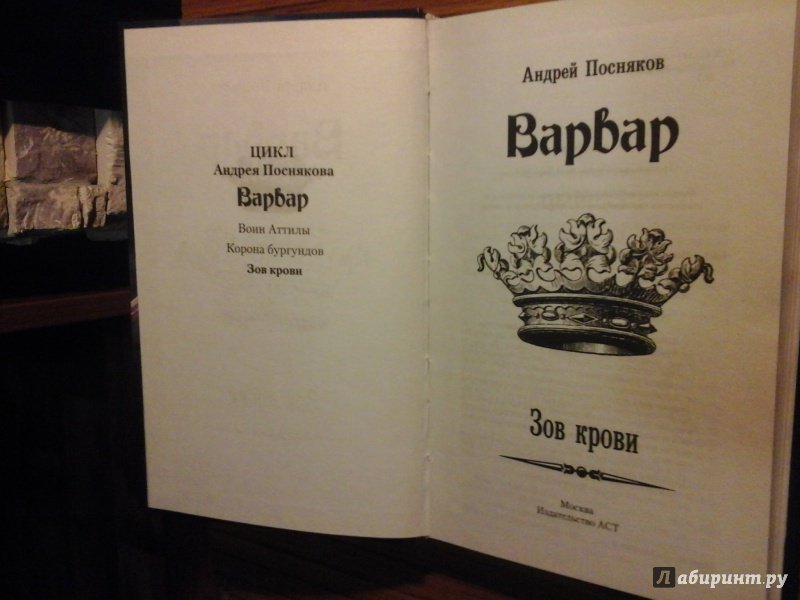 ЦИКЛ
Андрея Поснякова
Варвар
Воин Аттилы
Корона бургундов
Зов крови
Андрей Посняков
Варвар
Зов крови
Москва
Издательство АСТ
Лабиринт.ру